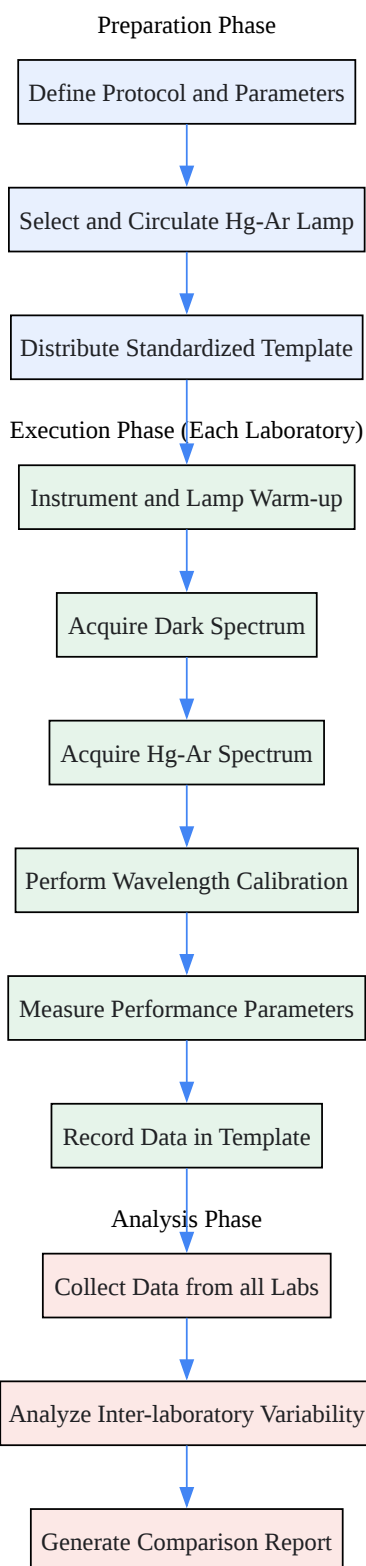 Preparation Phase
Define Protocol and Parameters
Select and Circulate Hg-Ar Lamp
Distribute Standardized Template
Execution Phase (Each Laboratory)
Instrument and Lamp Warm-up
Acquire Dark Spectrum
Acquire Hg-Ar Spectrum
Perform Wavelength Calibration
Measure Performance Parameters
Record Data in Template
Analysis Phase
Collect Data from all Labs
Analyze Inter-laboratory Variability
Generate Comparison Report